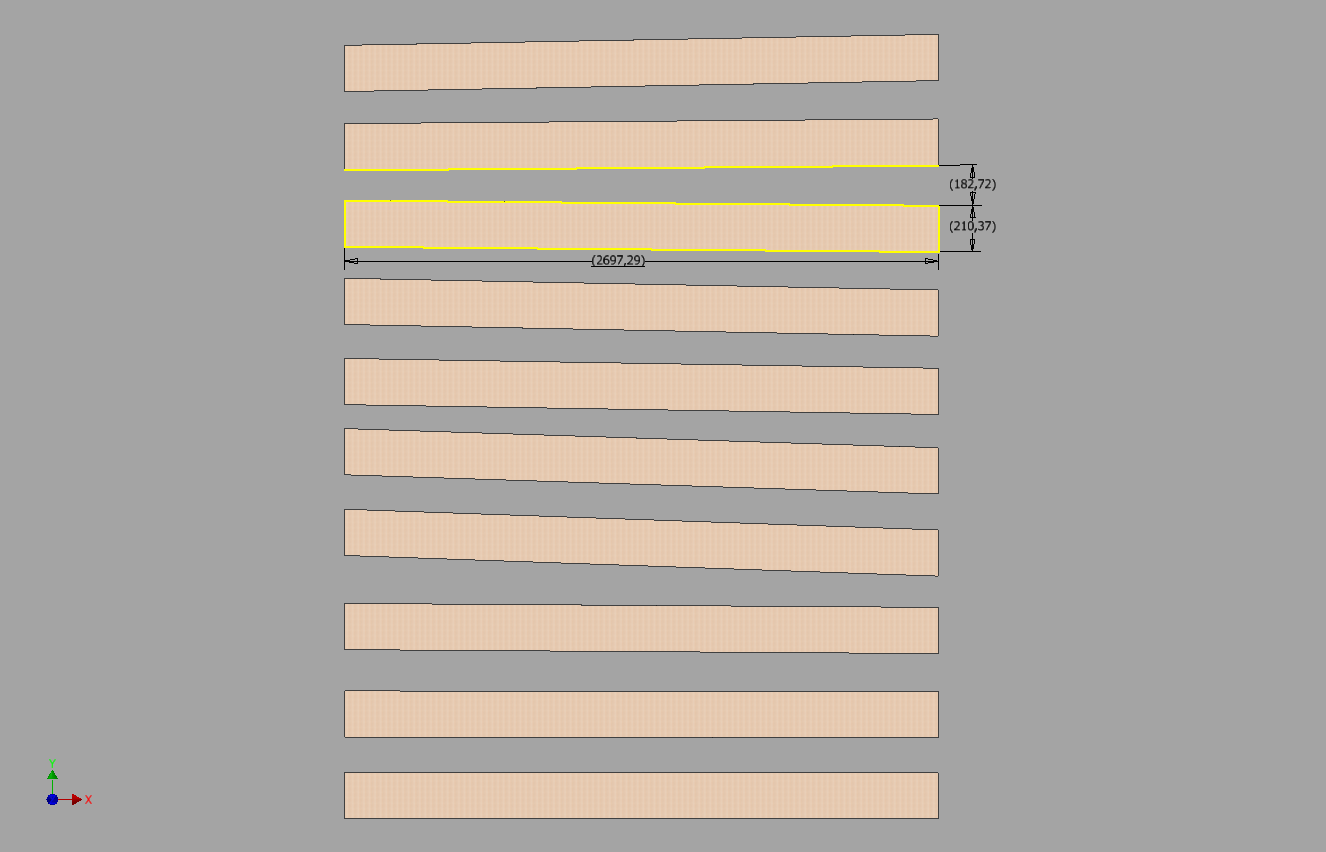 (182,72)
(210,37)
(2697,29)
Y
X